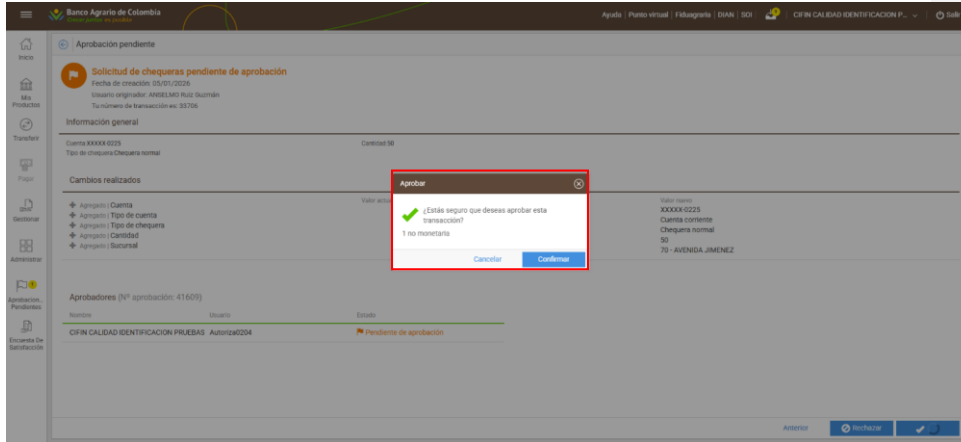 Banco Agrario de Colombia
Ayuda | Punto virtual | Fiduagraria | DIAN | SOI
CIFIN CALIDAD IDENTIFICACION P...
Salir
Inicio
Mis Productos
Transferir
Pagar
Gestionar
Administrar
Aprobacion... Pendientes
Encuesta De Satisfacción
Aprobación pendiente
Solicitud de chequeras pendiente de aprobación
Fecha de creación: 05/01/2026
Usuario originador: ANSELMO Ruiz Guzmán
Tu número de transacción es: 33706
Información general
Cuenta XXXXX-0225
Cantidad 50
Tipo de chequera Chequera normal
Cambios realizados
Valor actual
Valor nuevo
Agregado | Cuenta
XXXXX-0225
Agregado | Tipo de cuenta
Cuenta corriente
Agregado | Tipo de chequera
Chequera normal
Agregado | Cantidad
50
Agregado | Sucursal
70 - AVENIDA JIMENEZ
Aprobar
¿Estás seguro que deseas aprobar esta transacción?
1 no monetaria
Cancelar
Confirmar
Aprobadores (Nº aprobación: 41609)
Nombre
Usuario
Estado
CIFIN CALIDAD IDENTIFICACION PRUEBAS
Autoriza0204
Pendiente de aprobación
Anterior
Rechazar